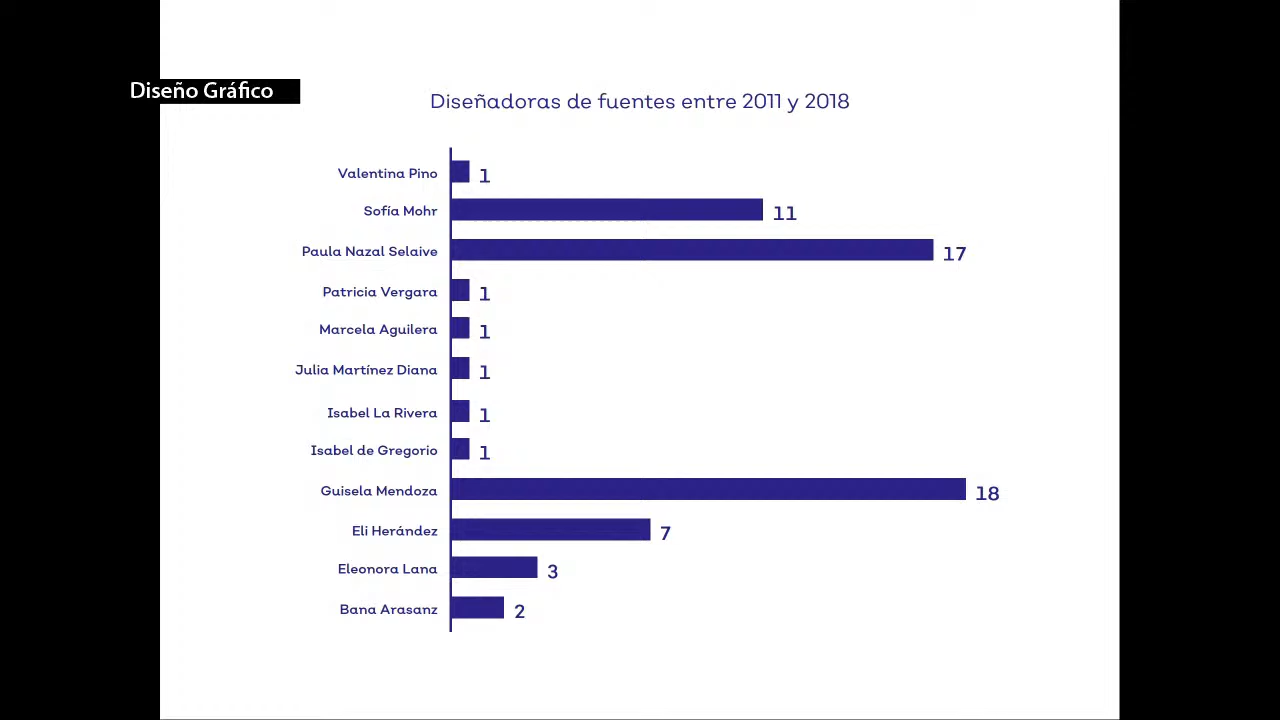 Diseño Gráfico
Diseñadoras de fuentes entre 2011 y 2018
Valentina Pino 1
Sofía Mohr 11
Paula Nazal Selaive 17
Patricia Vergara 1
Marcela Aguilera 1
Julia Martínez Diana 1
Isabel La Rivera 1
Isabel de Gregorio 1
Guisela Mendoza 18
Eli Herández 7
Eleonora Lana 3
Bana Arasanz 2